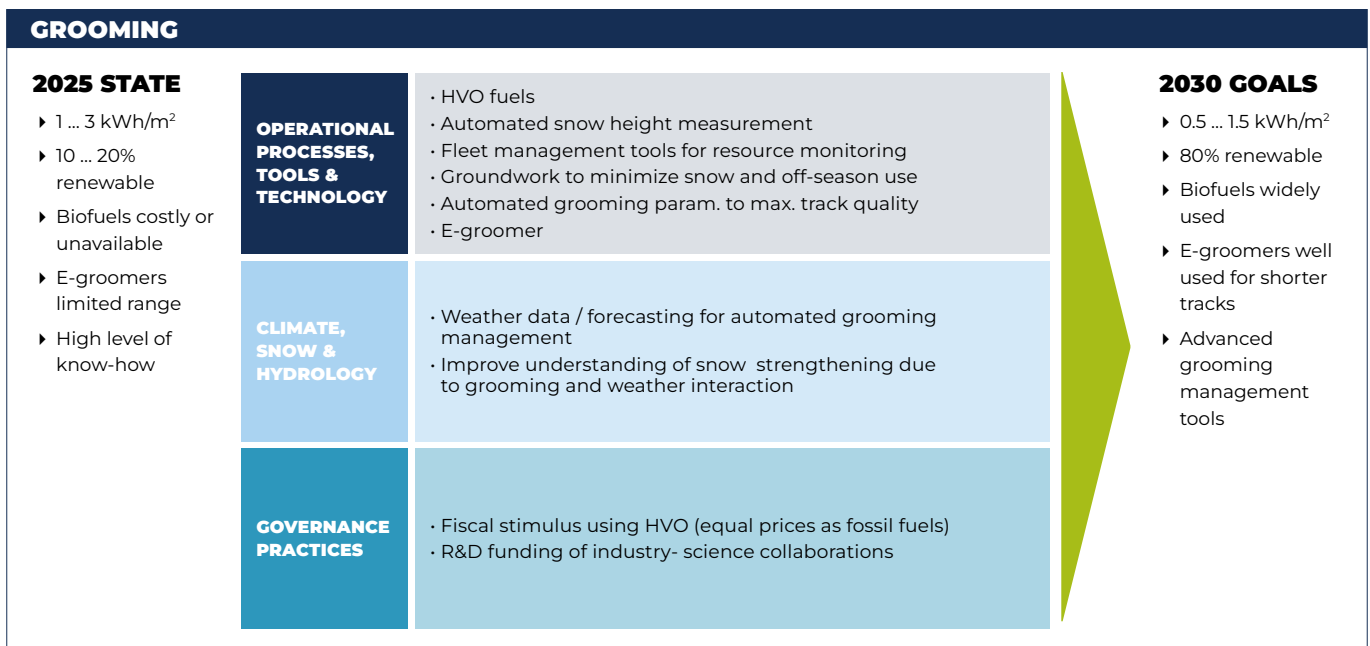 GROOMING
2025 STATE
‣ 1 ... 3 kWh/m²
‣ 10 ... 20%
renewable
‣ Biofuels costly or
unavailable
‣ E-groomers
limited range
‣ High level of
know-how
OPERATIONAL
PROCESSES,
TOOLS &
TECHNOLOGY
· HVO fuels
· Automated snow height measurement
· Fleet management tools for resource monitoring
· Groundwork to minimize snow and off-season use
· Automated grooming param. to max. track quality
· E-groomer
CLIMATE,
SNOW &
HYDROLOGY
· Weather data / forecasting for automated grooming
management
· Improve understanding of snow strengthening due
to grooming and weather interaction
GOVERNANCE
PRACTICES
· Fiscal stimulus using HVO (equal prices as fossil fuels)
· R&D funding of industry- science collaborations
2030 GOALS
‣ 0.5 ... 1.5 kWh/m²
‣ 80% renewable
‣ Biofuels widely
used
‣ E-groomers well
used for shorter
tracks
‣ Advanced
grooming
management
tools